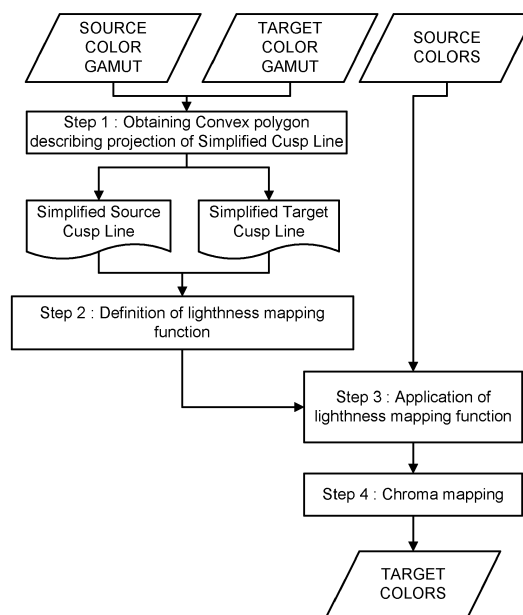 SOURCE
COLOR
GAMUT
TARGET
COLOR
GAMUT
SOURCE
COLORS
Step 1 : Obtaining Convex polygon
describing projection of Simplified Cusp Line
Simplified Source
Cusp Line
Simplified Target
Cusp Line
Step 2 : Definition of lighthness mapping
function
Step 3 : Application of
lighthness mapping function
Step 4 : Chroma mapping
TARGET
COLORS